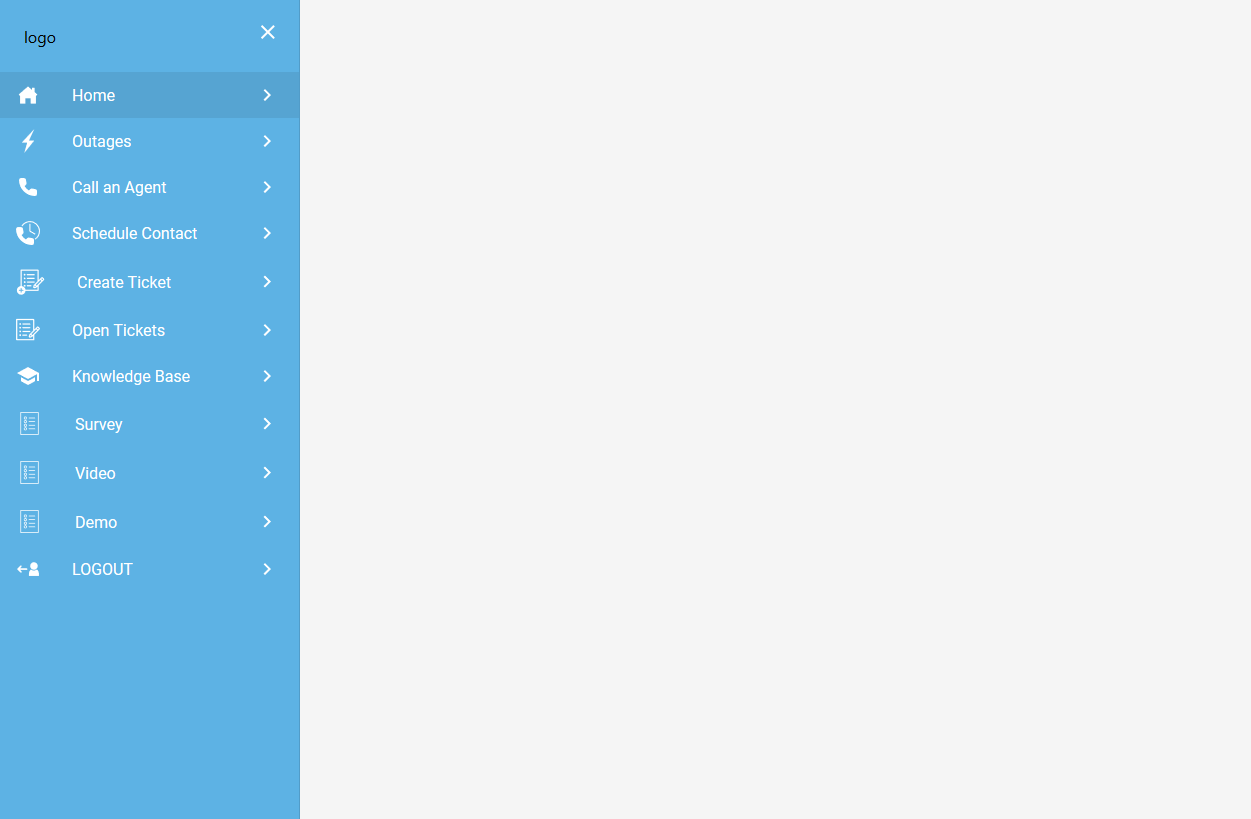 logo
Home
Outages
Call an Agent
Schedule Contact
Create Ticket
Open Tickets
Knowledge Base
Survey
Video
Demo
LOGOUT